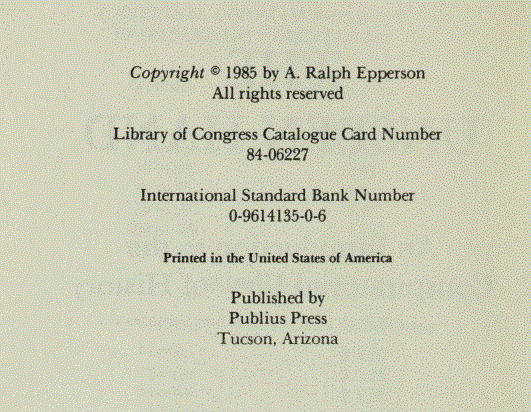 Copyright © 1985 by A. Ralph Epperson
All rights reserved
Library of Congress Catalogue Card Number
84-06227
International Standard Bank Number
0-9614135-0-6
Printed in the United States of America
Published by
Publius Press
Tucson, Arizona